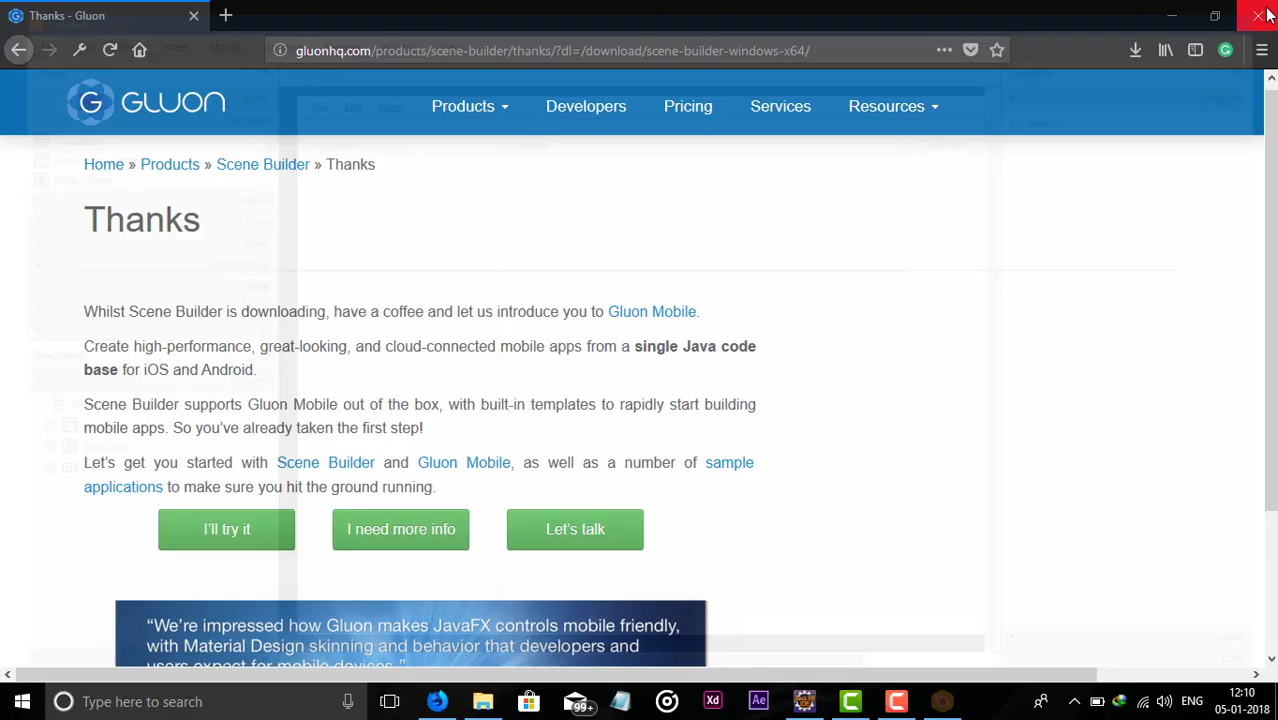 Thanks - Gluon
gluonhq.com/products/scene-builder/thanks/?dl=/download/scene-builder-windows-x64/
GLUON
Products Developers Pricing Services Resources
Home » Products » Scene Builder » Thanks
Thanks
Whilst Scene Builder is downloading, have a coffee and let us introduce you to Gluon Mobile.
Create high-performance, great-looking, and cloud-connected mobile apps from a single Java code
base for iOS and Android.
Scene Builder supports Gluon Mobile out of the box, with built-in templates to rapidly start building
mobile apps. So you've already taken the first step!
Let's get you started with Scene Builder and Gluon Mobile, as well as a number of sample
applications to make sure you hit the ground running.
I'll try it I need more info Let's talk
“We're impressed how Gluon makes JavaFX controls mobile friendly,
with Material Design skinning and behavior that developers and
users expect for mobile devices.”
Type here to search 99+ Xd Ae ENG 12:10
05-01-2018